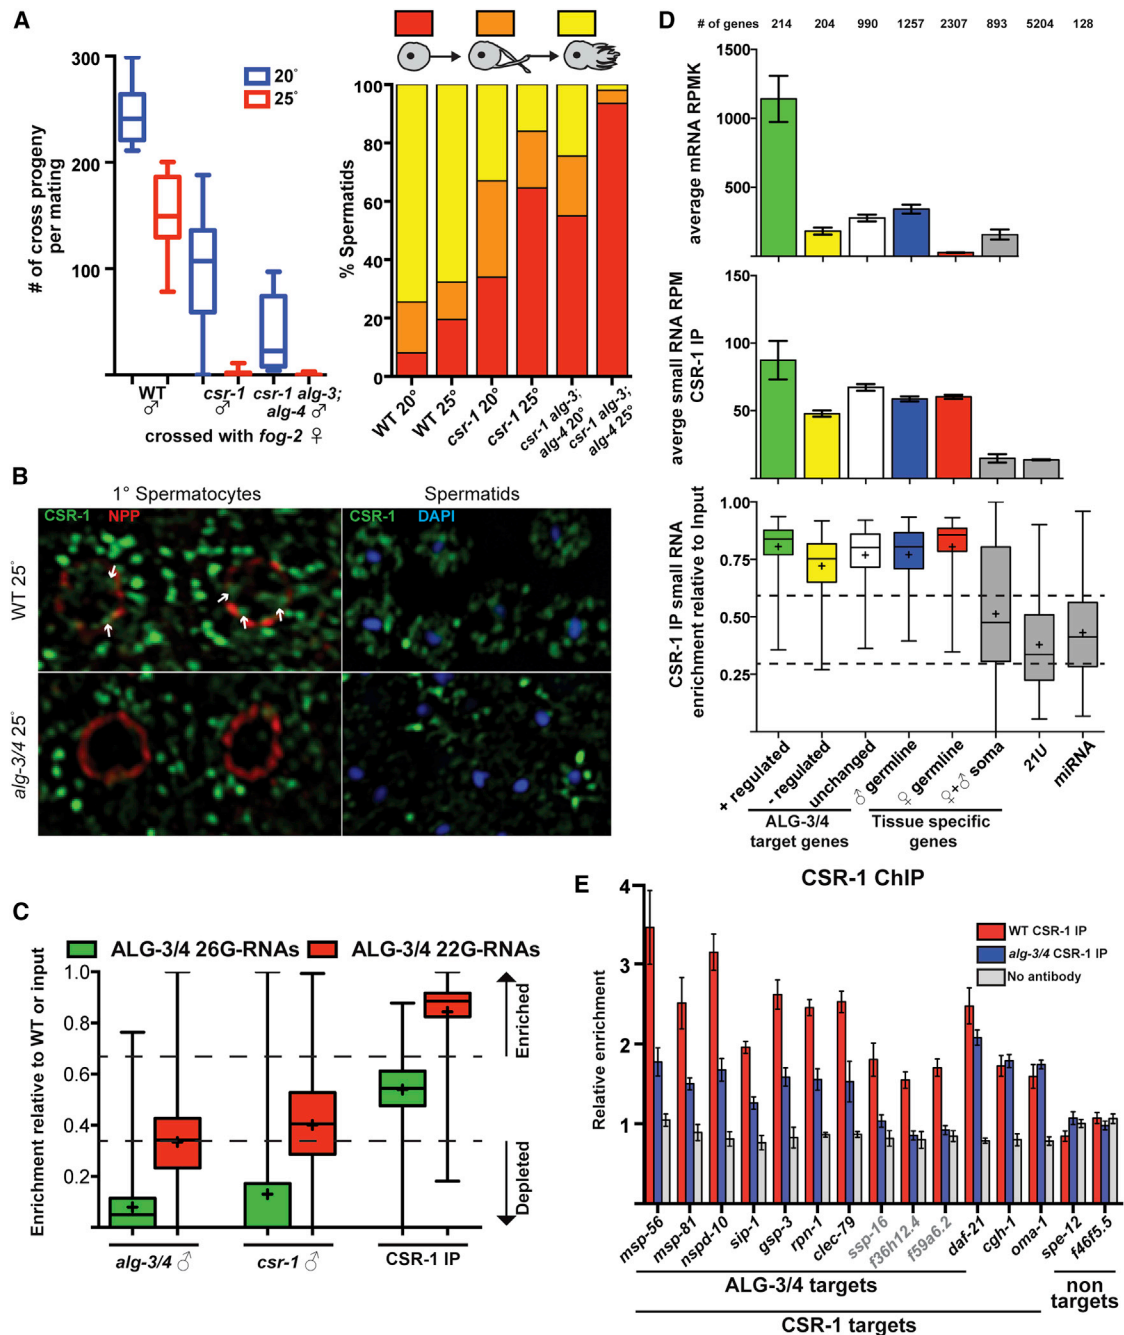 A
300
200
100
# of cross progeny
per mating
20°
25°
WT
♂
csr-1
♂
csr-1 alg-3;
alg-4 ♂
crossed with fog-2 ♀
100
80
60
40
20
0
% Spermatids
WT 20°
WT 25°
csr-1 20°
csr-1 25°
csr-1 alg-3;
alg-4 20°
csr-1 alg-3;
alg-4 25°
B
1° Spermatocytes
Spermatids
CSR-1 NPP
CSR-1 DAPI
WT 25°
alg-3/4 25°
C
ALG-3/4 26G-RNAs
ALG-3/4 22G-RNAs
Enrichment relative to WT or input
1.0
0.8
0.6
0.4
0.2
Enriched
Depleted
alg-3/4 ♂
csr-1 ♂
CSR-1 IP
D
# of genes 214 204 990 1257 2307 893 5204 128
1500
1000
500
average mRNA RPMK
150
100
50
averge small RNA RPM
CSR-1 IP
1.00
0.75
0.50
0.25
CSR-1 IP small RNA
enrichment relative to Input
+ regulated
- regulated
unchanged
♂ germline
♀ germline
♀+♂ soma
21U
miRNA
ALG-3/4
target genes
Tissue specific
genes
E
CSR-1 ChIP
4
3
2
1
Relative enrichment
WT CSR-1 IP
alg-3/4 CSR-1 IP
No antibody
msp-56
msp-81
nspd-10
sip-1
gsp-3
rpn-1
clec-79
ssp-16
f36h12.4
f59a6.2
daf-21
cgh-1
oma-1
spe-12
f46f5.5
ALG-3/4 targets
non
targets
CSR-1 targets